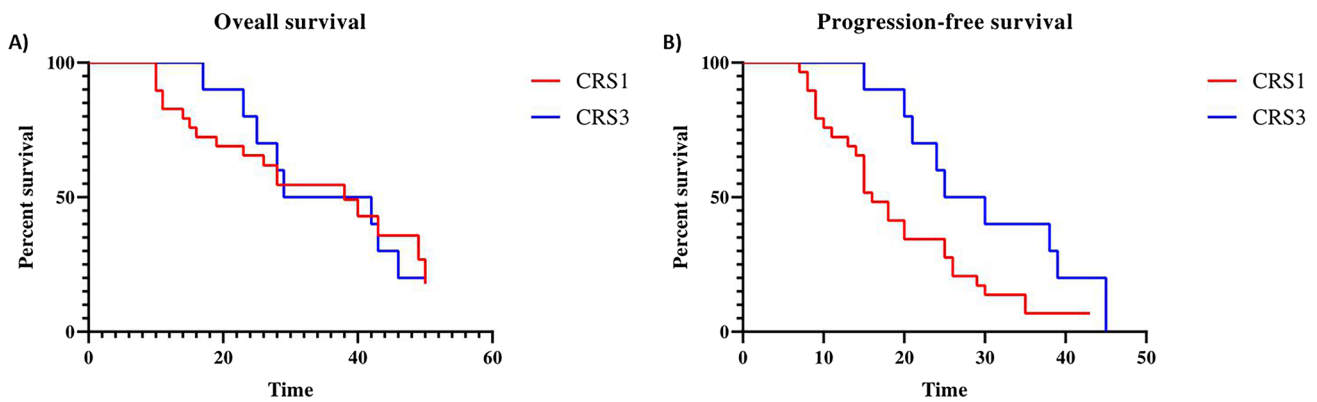 Oveall survival
A)
100
50
0
Percent survival
0 20 40 60
Time
CRS1
CRS3
Progression-free survival
B)
100
50
0
Percent survival
0 10 20 30 40 50
Time
CRS1
CRS3